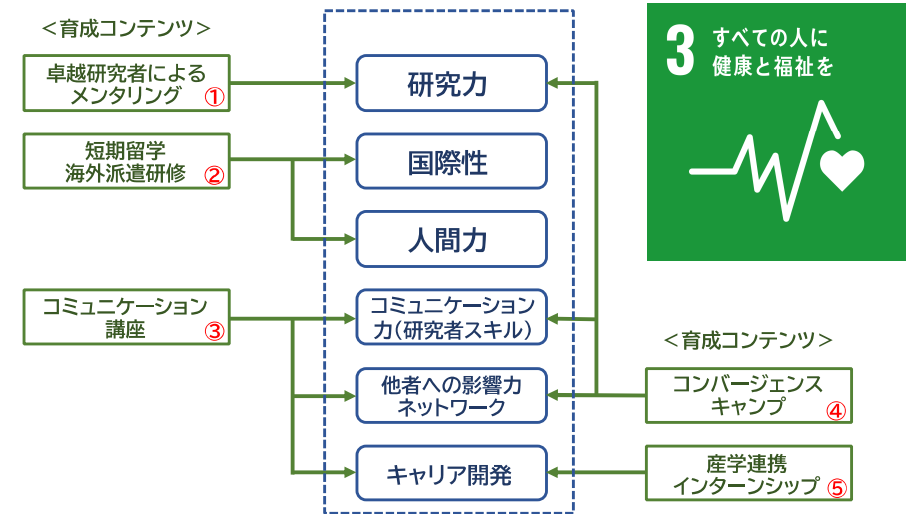 ＜育成コンテンツ＞
卓越研究者による
メンタリング ①
短期留学
海外派遣研修 ②
コミュニケーション
講座 ③
研究力
国際性
人間力
コミュニケーション
力（研究者スキル）
他者への影響力
ネットワーク
キャリア開発
3 すべての人に
健康と福祉を
＜育成コンテンツ＞
コンバージェンス
キャンプ ④
産学連携
インターンシップ ⑤